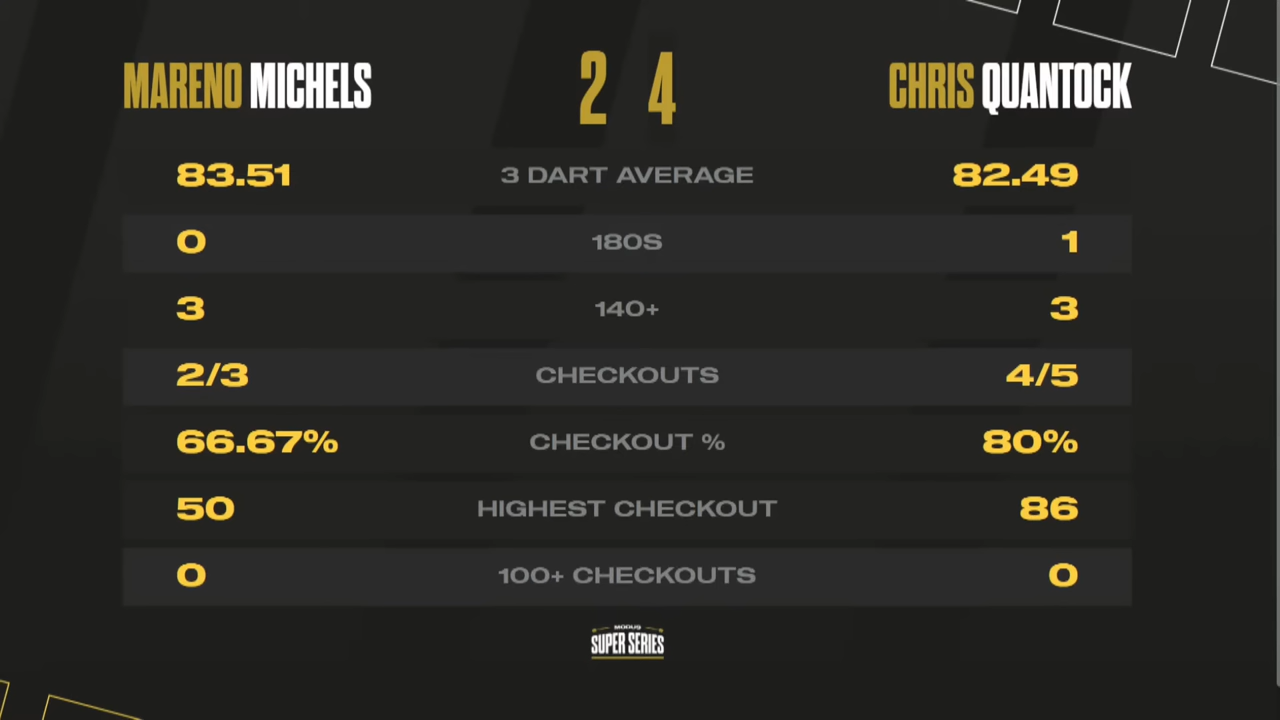 MARENO MICHELS 2 4 CHRIS QUANTOCK
83.51 3 DART AVERAGE 82.49
0 180S 1
3 140+ 3
2/3 CHECKOUTS 4/5
66.67% CHECKOUT % 80%
50 HIGHEST CHECKOUT 86
0 100+ CHECKOUTS 0
MODUS
SUPER SERIES